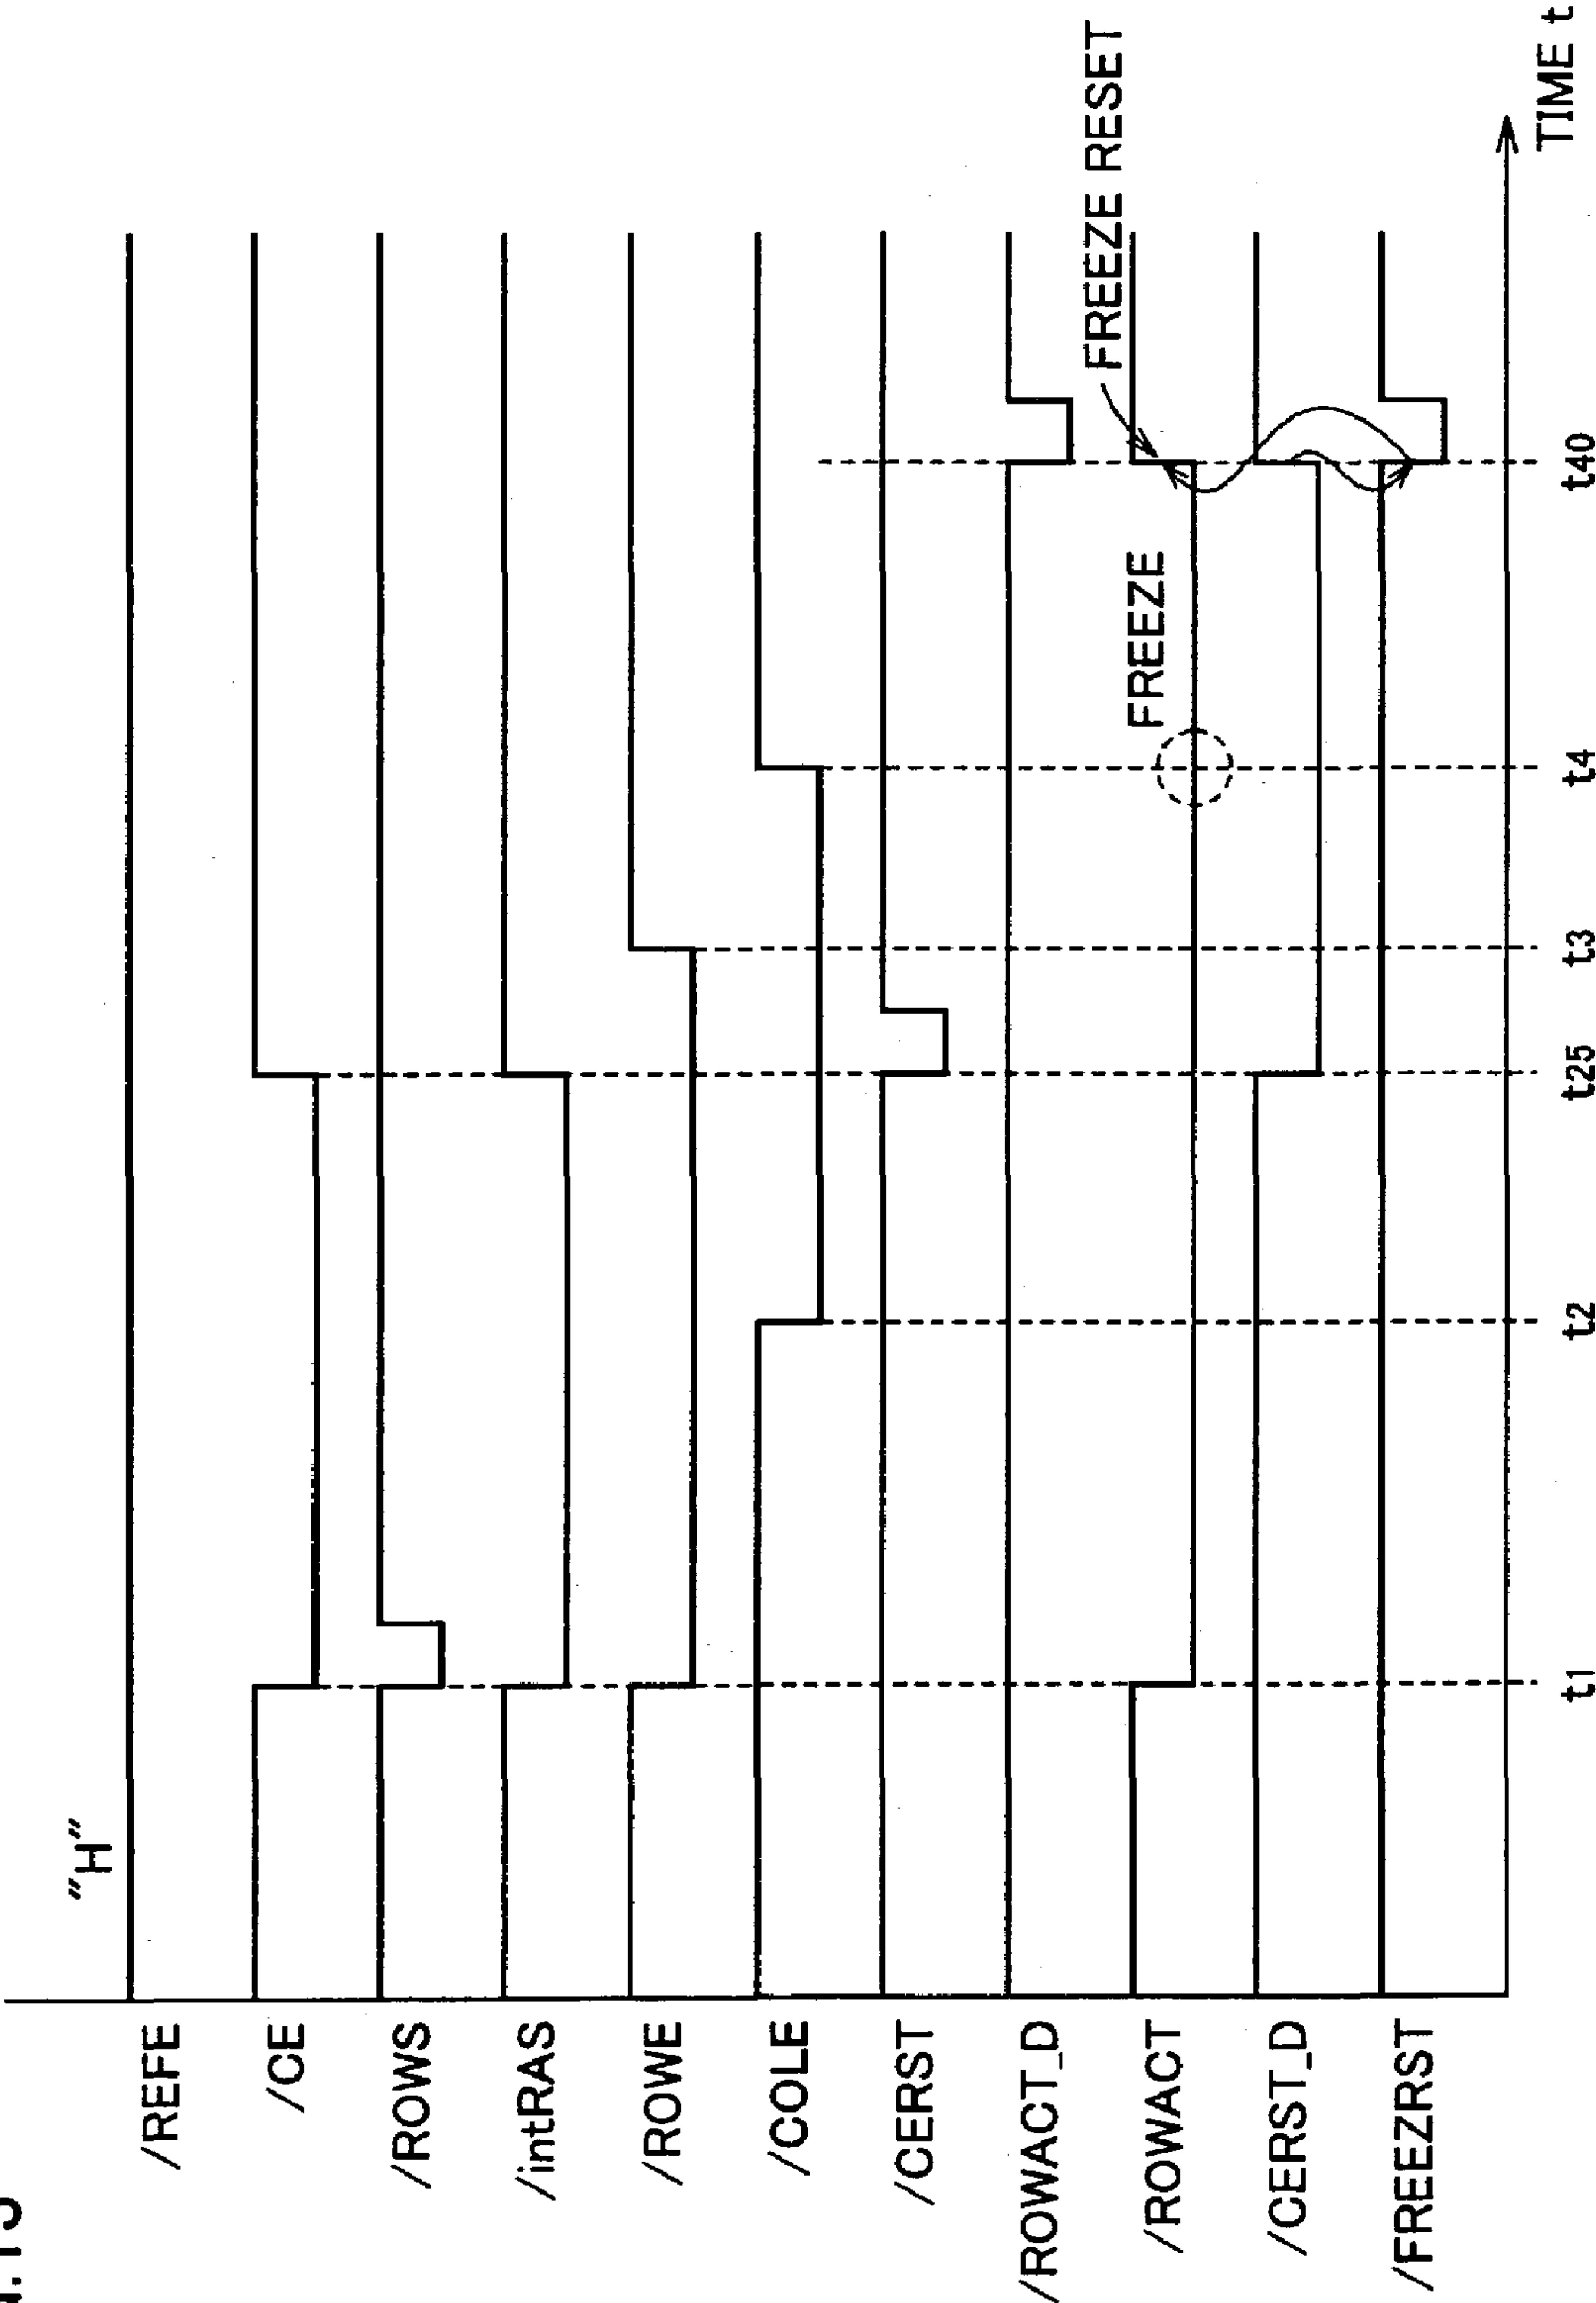 "H"
/REFE
/CE
/ROWS
/intRAS
/ROWE
/COLE
/CERST
/ROWACT_D
/ROWACT
FREEZE
FREEZE RESET
/CERST_D
/FREEZRST
t1
t2
t25
t3
t4
t40
TIME t